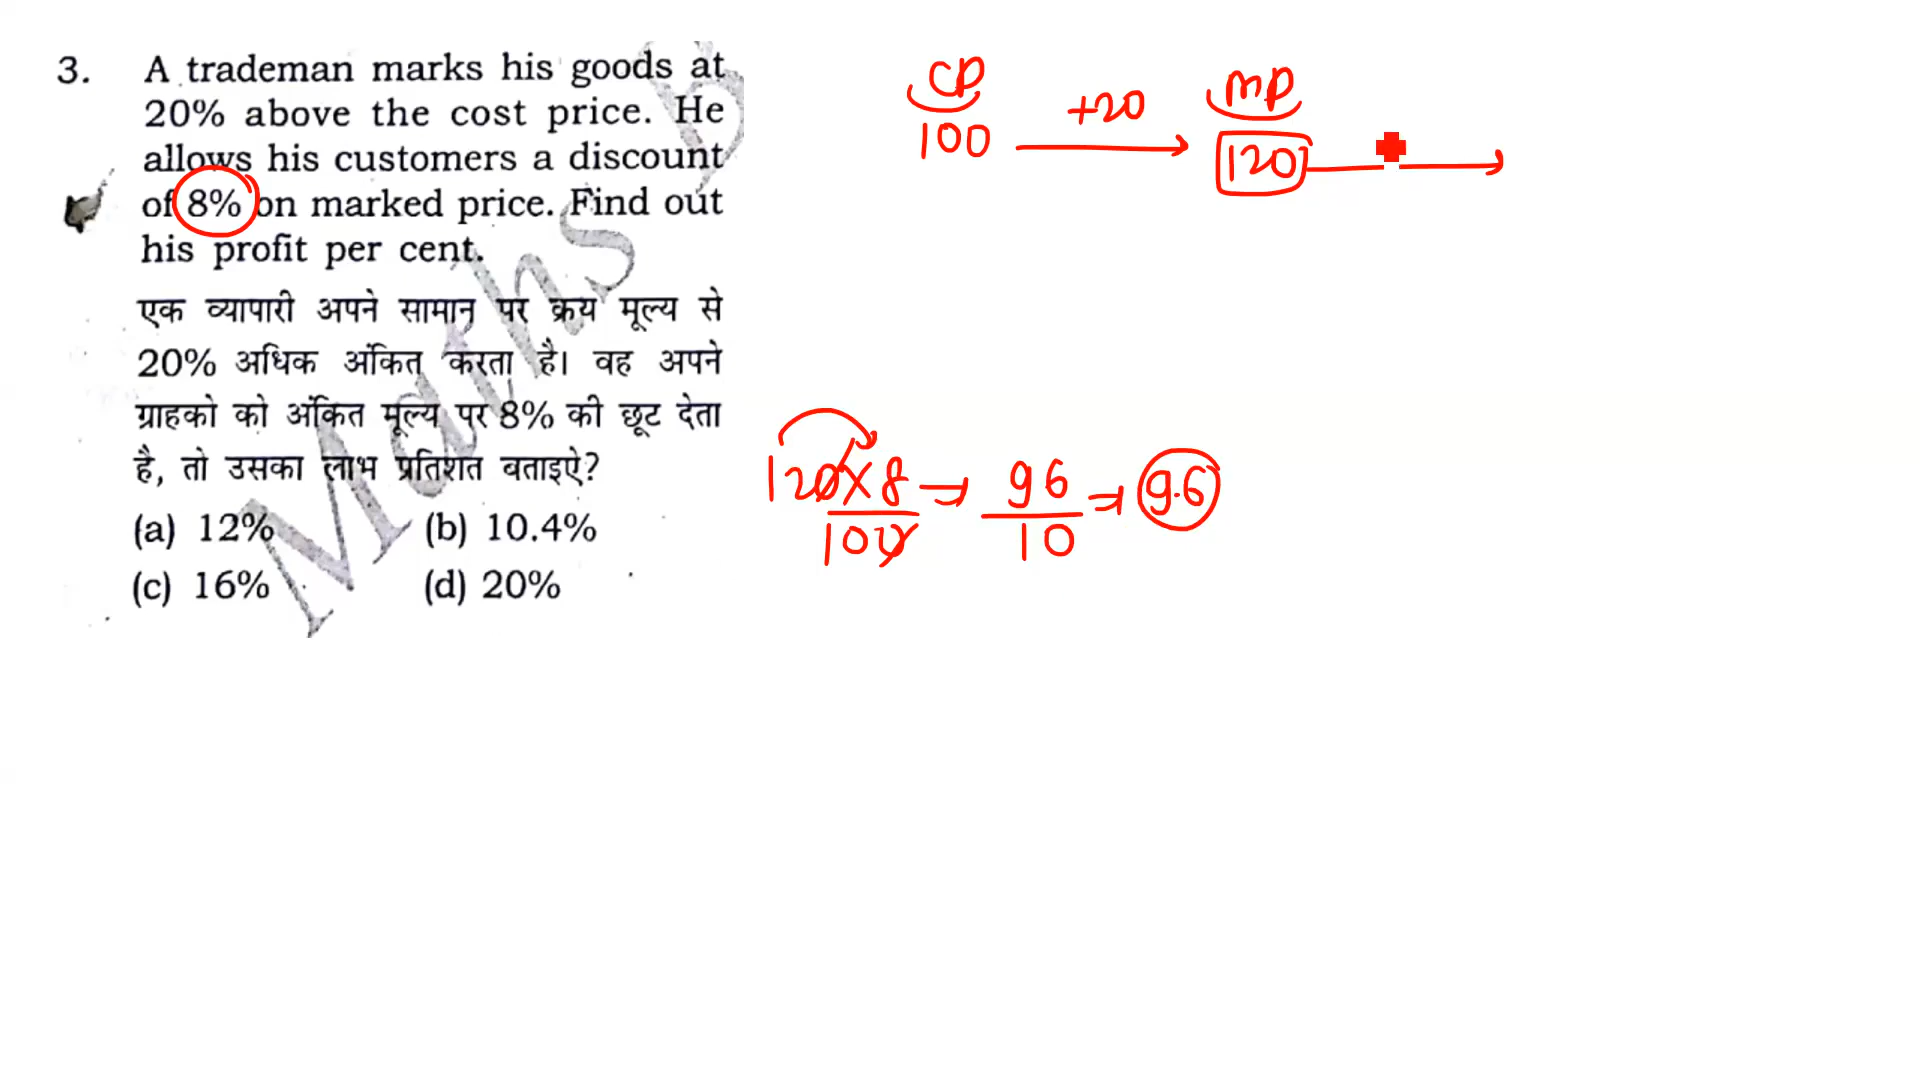 3. A trademan marks his goods at
20% above the cost price. He
allows his customers a discount
of 8% on marked price. Find out
his profit per cent.
एक व्यापारी अपने सामान पर क्रय मूल्य से
20% अधिक अंकित करता है। वह अपने
ग्राहको को अंकित मूल्य पर 8% की छूट देता
है, तो उसका लाभ प्रतिशत बताइऐ?
(a) 12% (b) 10.4%
(c) 16% (d) 20%
Maths
CP +20 MP
100 120
120×8 → 96 → 9.6
100 10